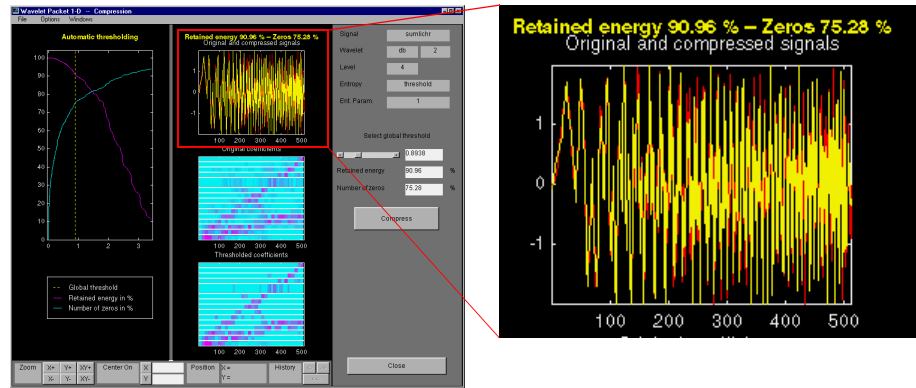 Wavelet Packet 1-D -- Compression
File Options Windows
Automatic thresholding
100
90
80
70
60
50
40
30
20
10
0
0 1 2 3
Global threshold
Retained energy in %
Number of zeros in %
Retained energy 90.96 % -- Zeros 75.28 %
Original and compressed signals
1
0
-1
100 200 300 400 500
Original coefficients
100 200 300 400 500
Thresholded coefficients
100 200 300 400 500
Signal sumlichr
Wavelet db 2
Level 4
Entropy threshold
Ent. Param. 1
Select global threshold
0.8938
Retained energy 90.96 %
Number of zeros 75.28 %
Compress
Close
Zoom X+ Y+ XY+ Center On X Position X = History
X- Y- XY- Y Y =
Retained energy 90.96 % -- Zeros 75.28 %
Original and compressed signals
1
0
-1
100 200 300 400 500